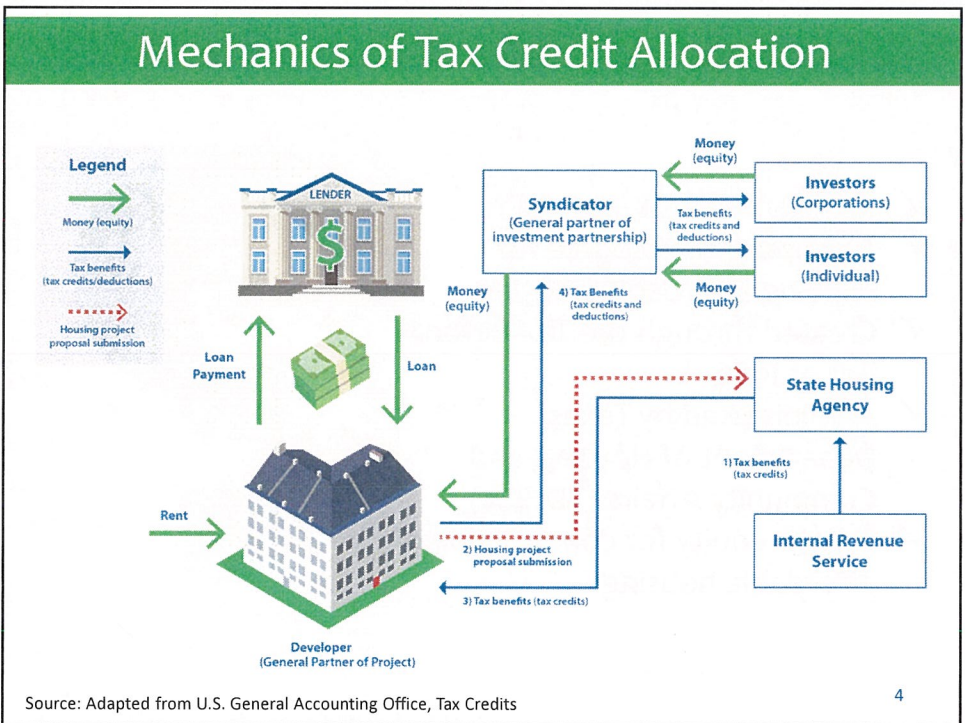 Mechanics of Tax Credit Allocation
Legend
Money (equity)
Tax benefits
(tax credits/deductions)
Housing project
proposal submission
LENDER
$
Loan
Payment
Loan
Rent
Developer
(General Partner of Project)
Syndicator
(General partner of
investment partnership)
Money
(equity)
Tax benefits
(tax credits and
deductions)
Money
(equity)
Investors
(Corporations)
Investors
(Individual)
Money
(equity)
4) Tax Benefits
(tax credits and
deductions)
State Housing
Agency
1) Tax benefits
(tax credits)
Internal Revenue
Service
2) Housing project
proposal submission
3) Tax benefits (tax credits)
Source: Adapted from U.S. General Accounting Office, Tax Credits
4